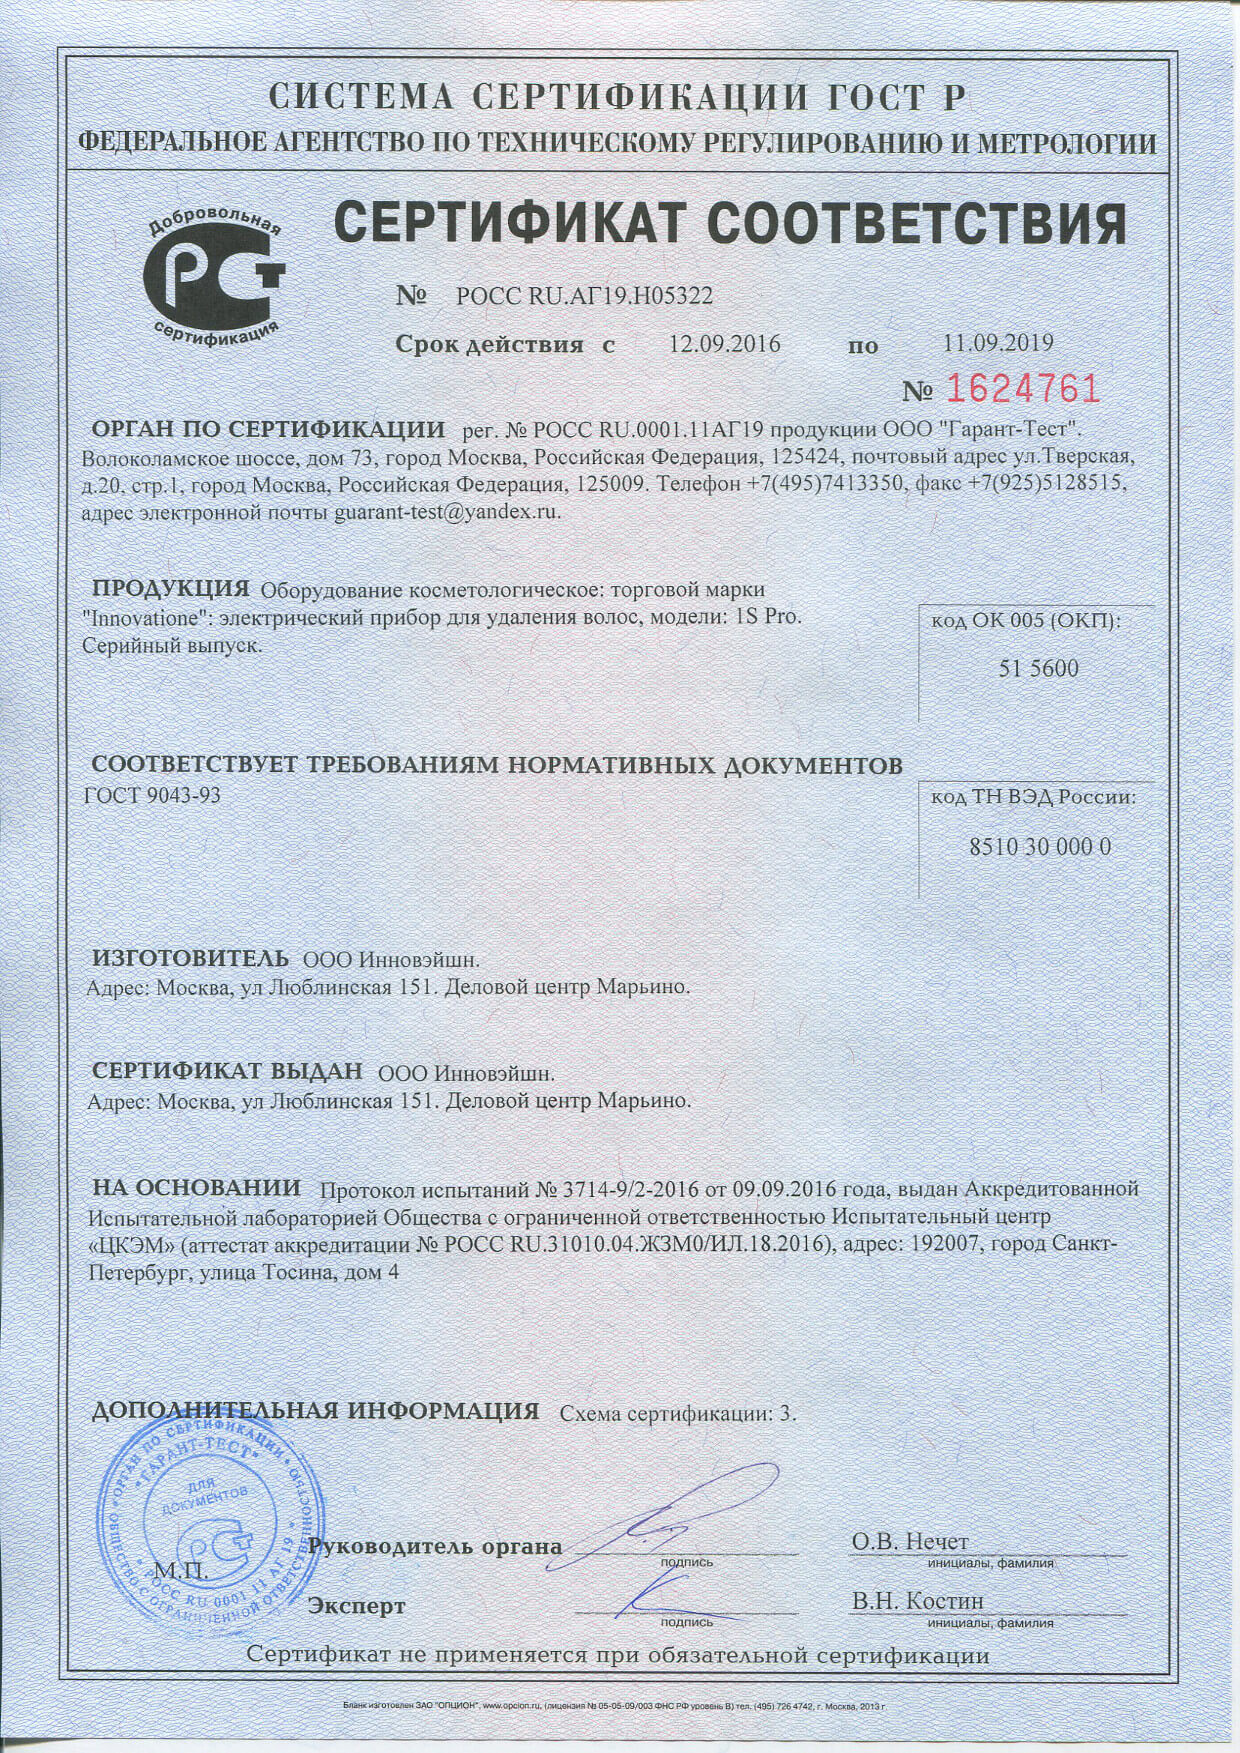 СИСТЕМА СЕРТИФИКАЦИИ ГОСТ Р
ФЕДЕРАЛЬНОЕ АГЕНТСТВО ПО ТЕХНИЧЕСКОМУ РЕГУЛИРОВАНИЮ И МЕТРОЛОГИИ
Добровольная
РСТ
сертификация
СЕРТИФИКАТ СООТВЕТСТВИЯ
№ РОСС RU.АГ19.Н05322
Срок действия с 12.09.2016 по 11.09.2019
№ 1624761
ОРГАН ПО СЕРТИФИКАЦИИ рег. № РОСС RU.0001.11АГ19 продукции ООО "Гарант-Тест".
Волоколамское шоссе, дом 73, город Москва, Российская Федерация, 125424, почтовый адрес ул.Тверская,
д.20, стр.1, город Москва, Российская Федерация, 125009. Телефон +7(495)7413350, факс +7(925)5128515,
адрес электронной почты guarant-test@yandex.ru.
ПРОДУКЦИЯ Оборудование косметологическое: торговой марки
"Innovatione": электрический прибор для удаления волос, модели: 1S Pro.
Серийный выпуск.
код ОК 005 (ОКП):
51 5600
СООТВЕТСТВУЕТ ТРЕБОВАНИЯМ НОРМАТИВНЫХ ДОКУМЕНТОВ
ГОСТ 9043-93
код ТН ВЭД России:
8510 30 000 0
ИЗГОТОВИТЕЛЬ ООО Инновэйшн.
Адрес: Москва, ул Люблинская 151. Деловой центр Марьино.
СЕРТИФИКАТ ВЫДАН ООО Инновэйшн.
Адрес: Москва, ул Люблинская 151. Деловой центр Марьино.
НА ОСНОВАНИИ Протокол испытаний № 3714-9/2-2016 от 09.09.2016 года, выдан Аккредитованной
Испытательной лабораторией Общества с ограниченной ответственностью Испытательный центр
«ЦКЭМ» (аттестат аккредитации № РОСС RU.31010.04.ЖЗМ0/ИЛ.18.2016), адрес: 192007, город Санкт-
Петербург, улица Тосина, дом 4
ДОПОЛНИТЕЛЬНАЯ ИНФОРМАЦИЯ Схема сертификации: 3.
ОБЩЕСТВО С ОГРАНИЧЕННОЙ ОТВЕТСТВЕННОСТЬЮ
ОРГАН ПО СЕРТИФИКАЦИИ
"ГАРАНТ-ТЕСТ"
ДЛЯ
ДОКУМЕНТОВ
РСТ
РОСС RU 0001 11 АГ 19
М.П.
Руководитель органа
подпись
О.В. Нечет
инициалы, фамилия
Эксперт
подпись
В.Н. Костин
инициалы, фамилия
Сертификат не применяется при обязательной сертификации
Бланк изготовлен ЗАО "ОПЦИОН", www.opcion.ru, (лицензия № 05-05-09/003 ФНС РФ уровень В) тел. (495) 726 4742, г. Москва, 2013 г.